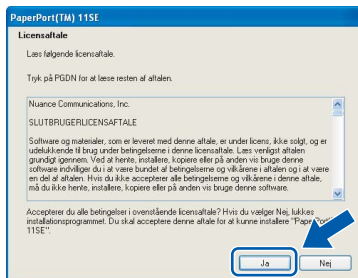 PaperPort(TM) 11SE
Licensaftale
Læs følgende licensaftale.
Tryk på PGDN for at læse resten af aftalen.
Nuance Communications, Inc.
SLUTBRUGERLICENSAFTALE
Software og materialer, som er leveret med denne aftale, er under licens, ikke solgt, og er
udelukkende til brug under betingelserne i denne licensaftale. Læs venligst aftalen
grundigt igennem. Ved at hente, installere, kopiere eller på anden vis bruge denne
software indvilliger du i at være bundet af betingelserne og vilkårene i aftalen og i at være
en del af aftalen. Hvis du ikke accepterer alle betingelserne og vilkårene i denne aftale,
må du ikke hente, installere, kopiere eller på anden vis bruge denne software.
Accepterer du alle betingelser i ovenstående licensaftale? Hvis du vælger Nej, lukkes
installationsprogrammet. Du skal acceptere denne aftale for at kunne installere "PaperPort
11SE".
Ja
Nej